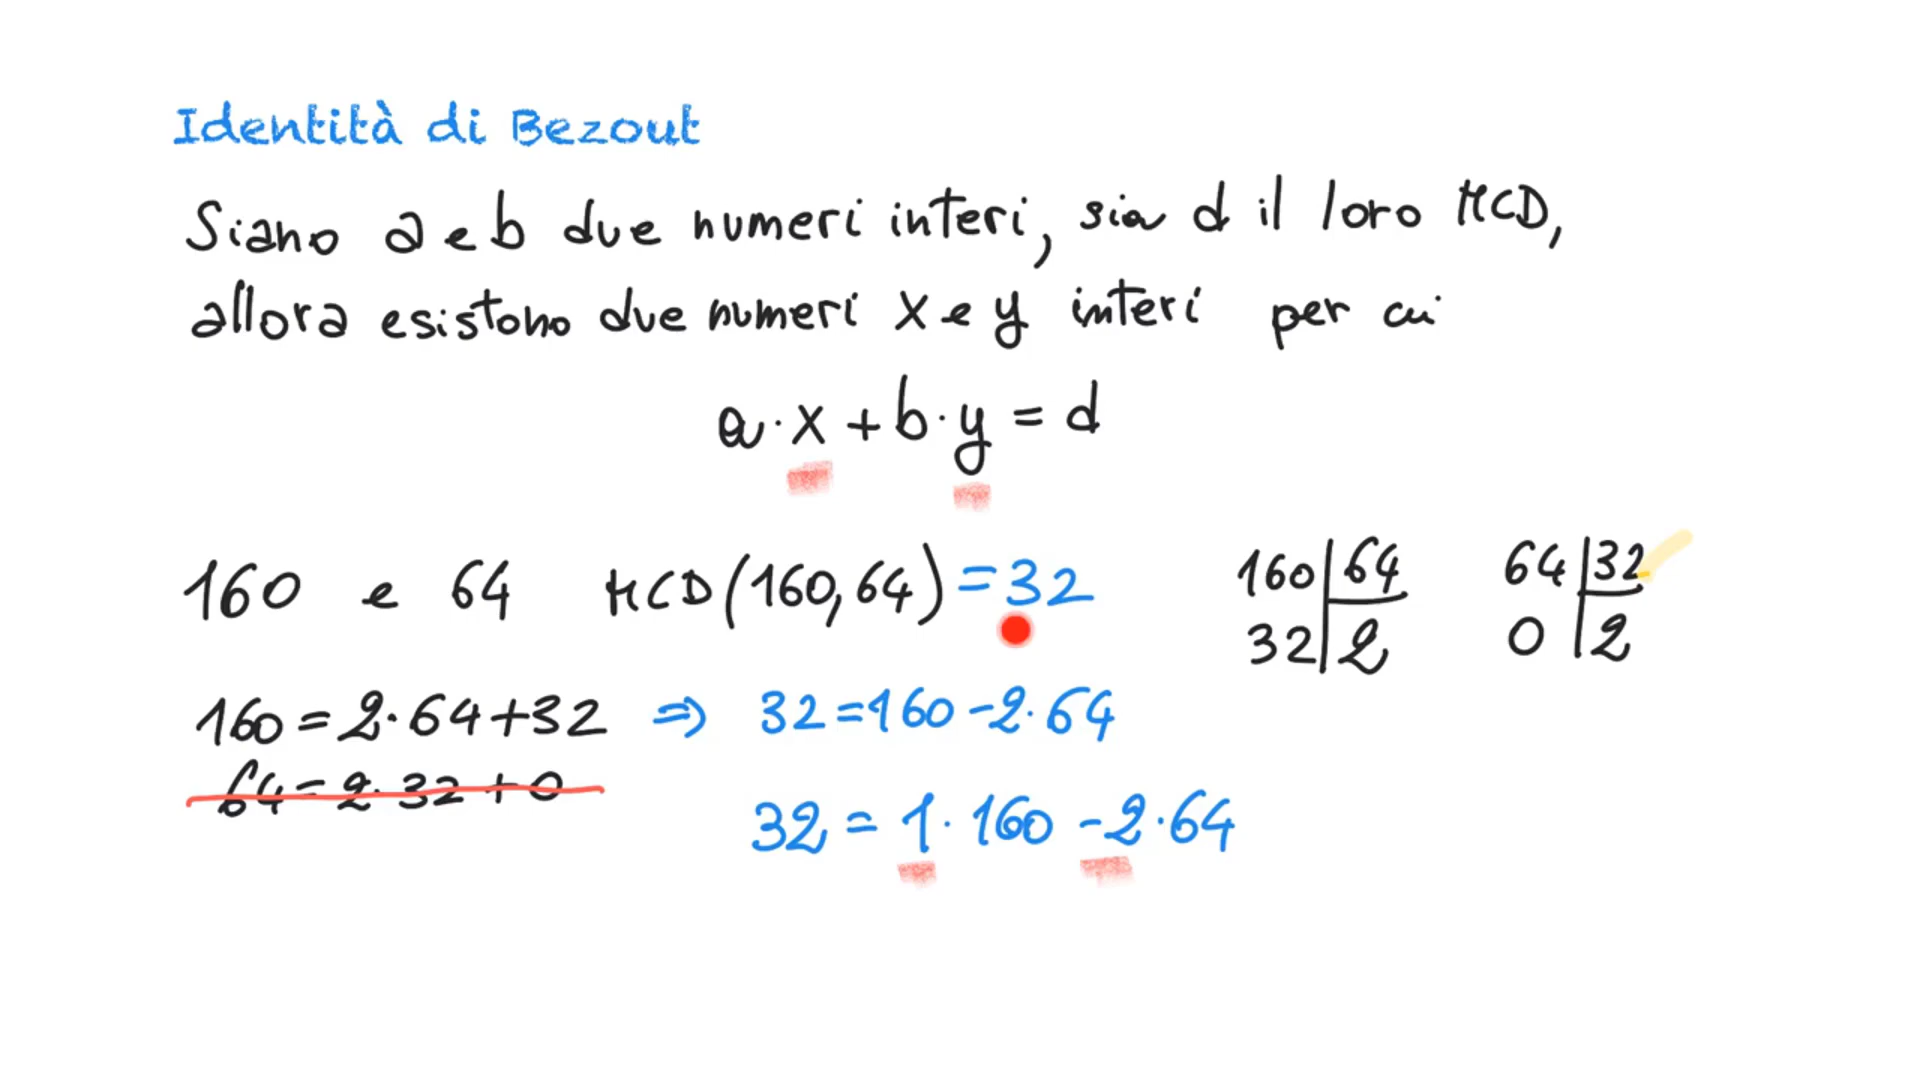 Identità di Bezout
Siano a e b due numeri interi, sia d il loro MCD,
allora esistono due numeri x e y interi per cui
a·x + b·y = d
160 e 64 MCD(160,64) = 32
160 | 64
32 | 2
64 | 32
0 | 2
160 = 2·64+32 ⇒ 32 = 160 - 2·64
64 = 2·32 + 0
32 = 1·160 - 2·64